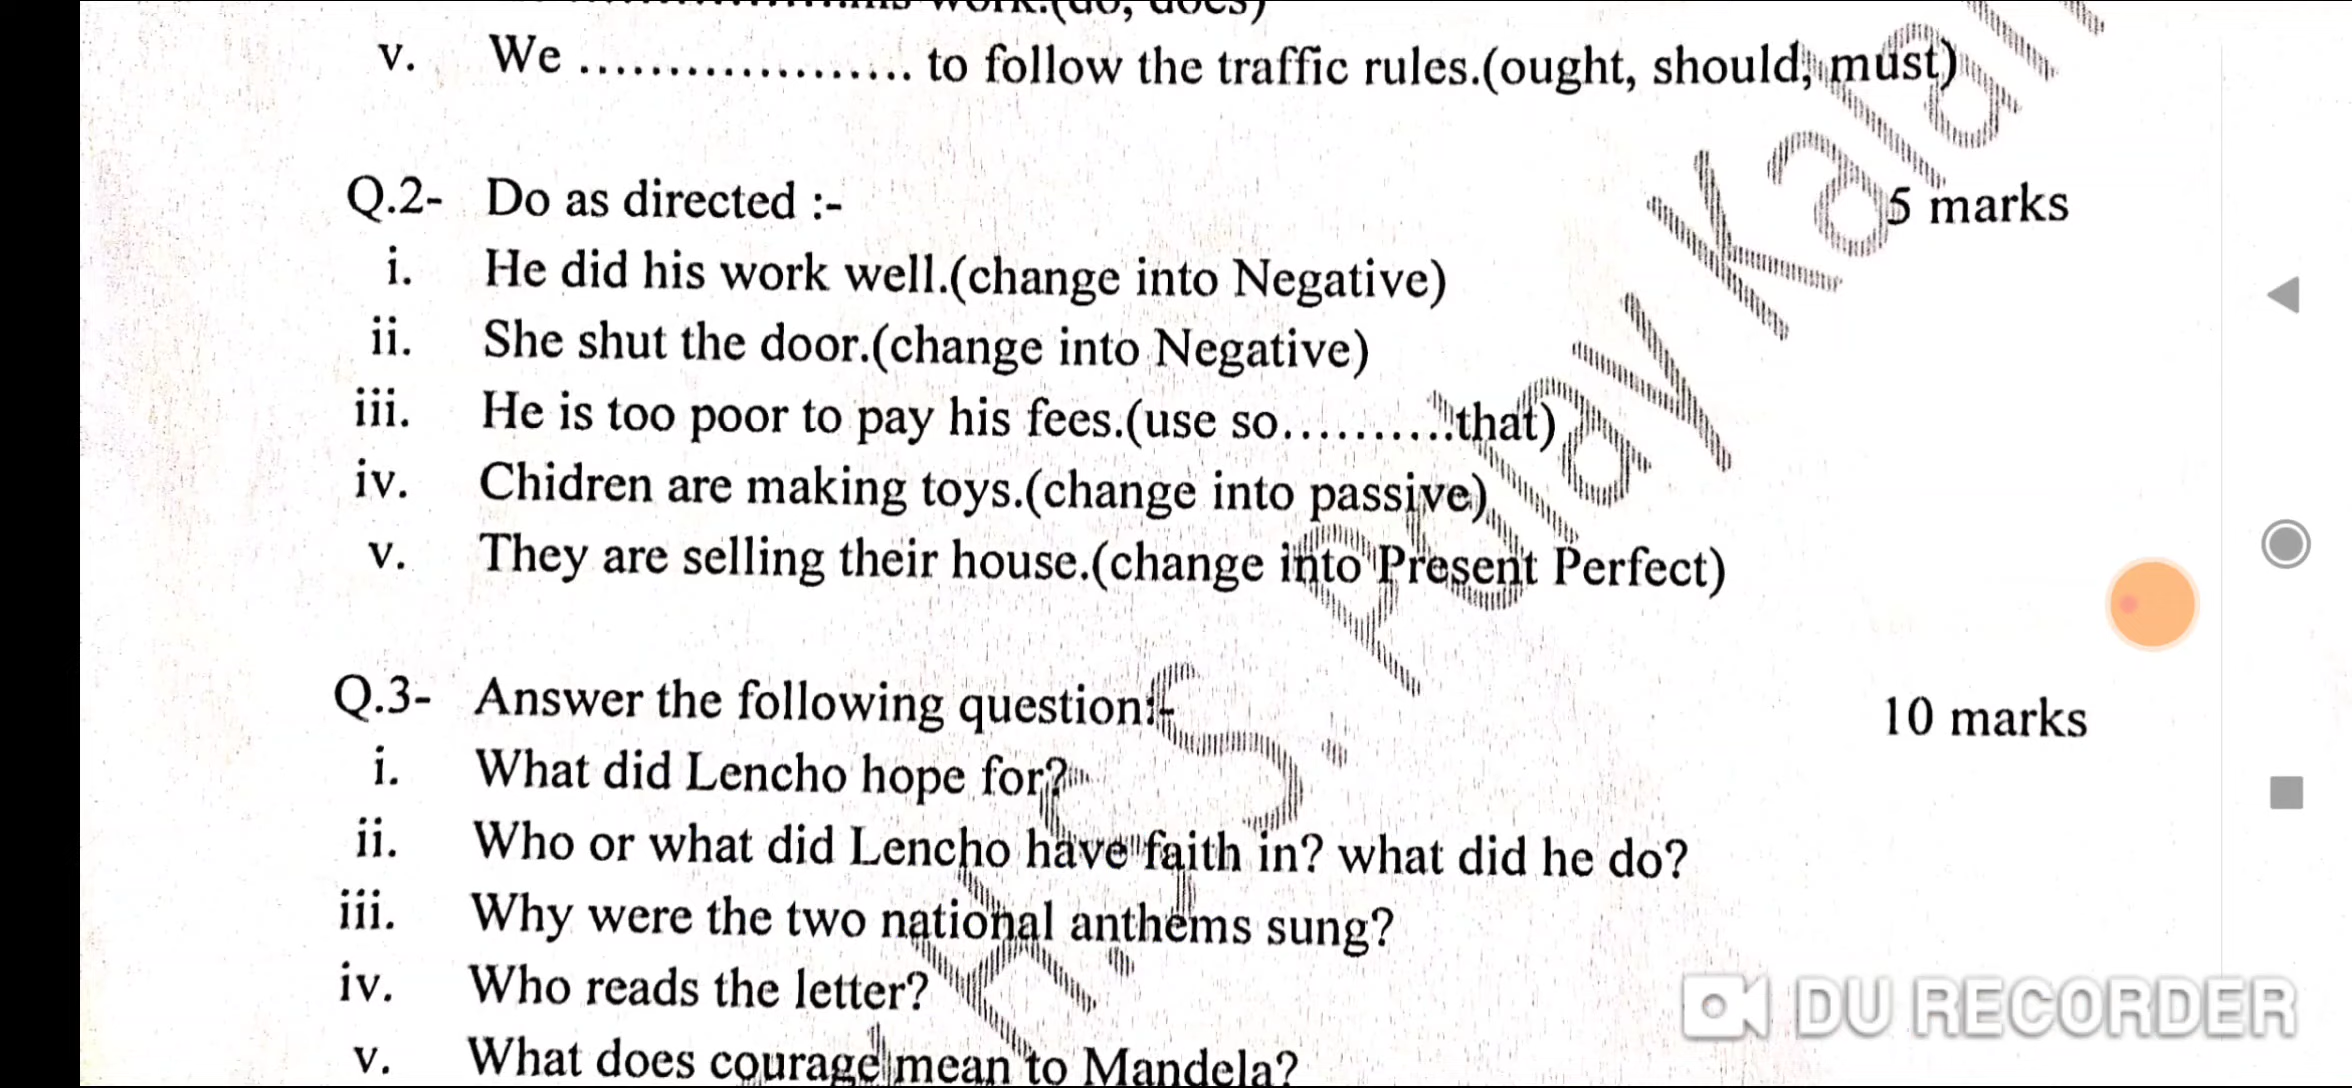 work.(do, does)
v. We ................... to follow the traffic rules.(ought, should, must)
Q.2- Do as directed :- 5 marks
i. He did his work well.(change into Negative)
ii. She shut the door.(change into Negative)
iii. He is too poor to pay his fees.(use so..........that)
iv. Chidren are making toys.(change into passive)
v. They are selling their house.(change into Present Perfect)
Q.3- Answer the following question:- 10 marks
i. What did Lencho hope for?
ii. Who or what did Lencho have faith in? what did he do?
iii. Why were the two national anthems sung?
iv. Who reads the letter?
v. What does courage mean to Mandela?
DU RECORDER